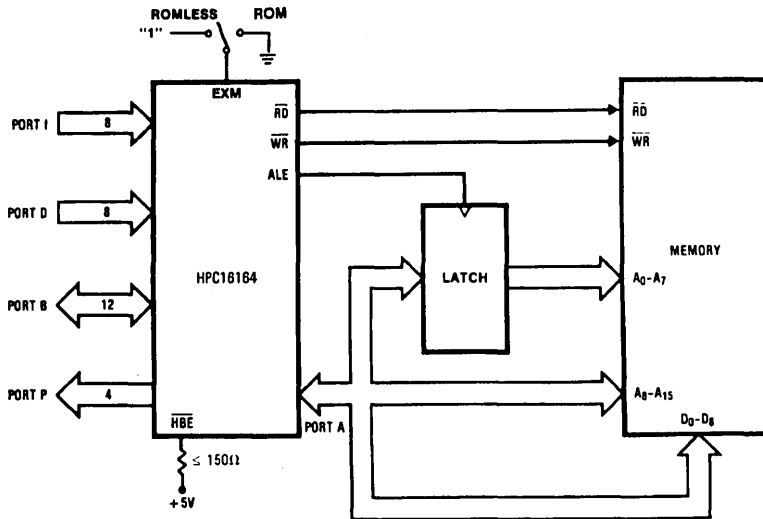 ROMLESS ROM
"1"
EXM
PORT I 8
RD RD
WR WR
ALE
PORT D 8
HPC16164
LATCH
MEMORY
A0-A7
PORT B 12
PORT P 4
A8-A15
HBE
PORT A
D0-D8
≤ 150Ω
+5V